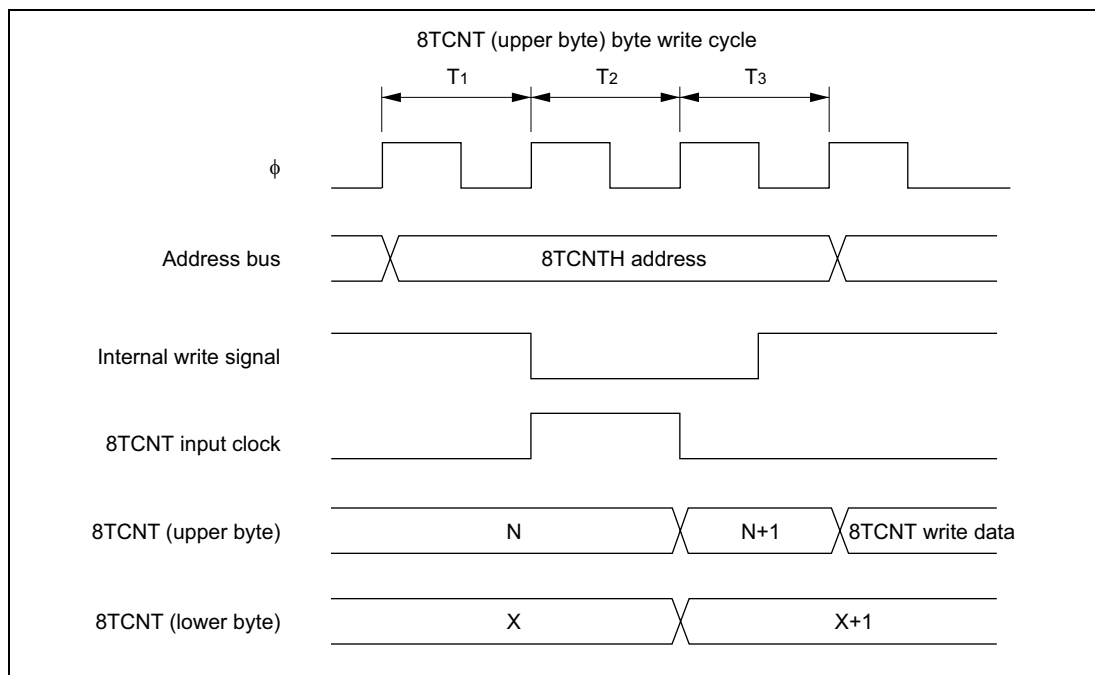 8TCNT (upper byte) byte write cycle
T1 T2 T3
ϕ
Address bus 8TCNTH address
Internal write signal
8TCNT input clock
8TCNT (upper byte) N N+1 8TCNT write data
8TCNT (lower byte) X X+1